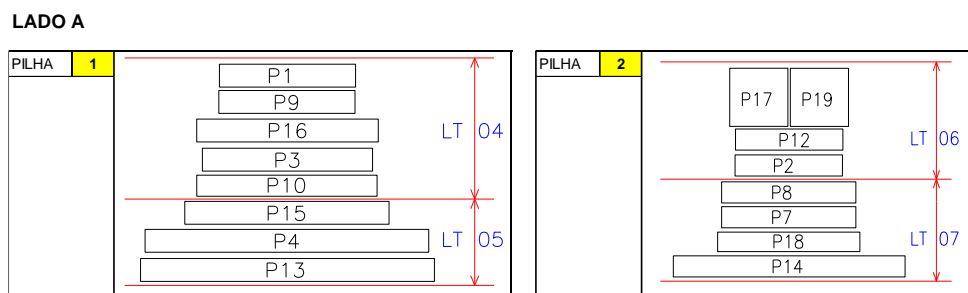 LADO A
PILHA 1
P1
P9
P16
LT 04
P3
P10
P15
P4
LT 05
P13
PILHA 2
P17 P19
P12
LT 06
P2
P8
P7
P18
LT 07
P14